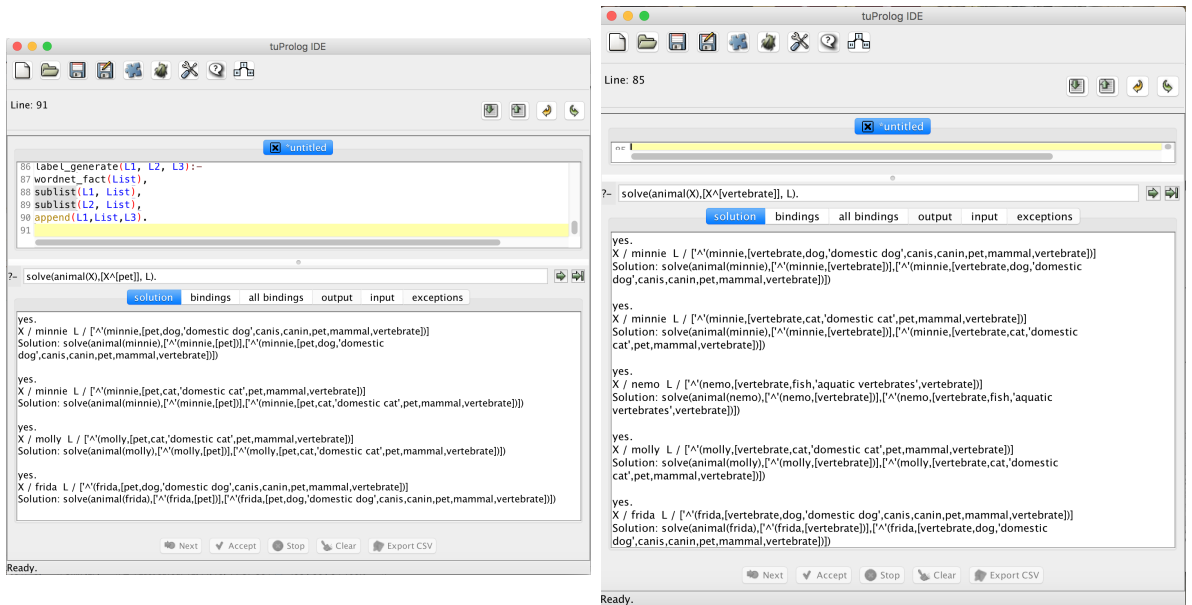 tuProlog IDE
Line: 91
*untitled
86 label_generate(L1, L2, L3):-
87 wordnet_fact(List),
88 sublist(L1, List),
89 sublist(L2, List),
90 append(L1,List,L3).
91
?- solve(animal(X),[X^[pet]], L).
solution bindings all bindings output input exceptions
yes.
X / minnie L / ['^'(minnie,[pet,dog,'domestic dog',canis,canin,pet,mammal,vertebrate])]
Solution: solve(animal(minnie),['^'(minnie,[pet])],['^'(minnie,[pet,dog,'domestic
dog',canis,canin,pet,mammal,vertebrate])])
yes.
X / minnie L / ['^'(minnie,[pet,cat,'domestic cat',pet,mammal,vertebrate])]
Solution: solve(animal(minnie),['^'(minnie,[pet])],['^'(minnie,[pet,cat,'domestic cat',pet,mammal,vertebrate])])
yes.
X / molly L / ['^'(molly,[pet,cat,'domestic cat',pet,mammal,vertebrate])]
Solution: solve(animal(molly),['^'(molly,[pet])],['^'(molly,[pet,cat,'domestic cat',pet,mammal,vertebrate])])
yes.
X / frida L / ['^'(frida,[pet,dog,'domestic dog',canis,canin,pet,mammal,vertebrate])]
Solution: solve(animal(frida),['^'(frida,[pet])],['^'(frida,[pet,dog,'domestic dog',canis,canin,pet,mammal,vertebrate])])
Next Accept Stop Clear Export CSV
Ready.
tuProlog IDE
Line: 85
*untitled
?- solve(animal(X),[X^[vertebrate]], L).
solution bindings all bindings output input exceptions
yes.
X / minnie L / ['^'(minnie,[vertebrate,dog,'domestic dog',canis,canin,pet,mammal,vertebrate])]
Solution: solve(animal(minnie),['^'(minnie,[vertebrate])],['^'(minnie,[vertebrate,dog,'domestic
dog',canis,canin,pet,mammal,vertebrate])])
yes.
X / minnie L / ['^'(minnie,[vertebrate,cat,'domestic cat',pet,mammal,vertebrate])]
Solution: solve(animal(minnie),['^'(minnie,[vertebrate])],['^'(minnie,[vertebrate,cat,'domestic
cat',pet,mammal,vertebrate])])
yes.
X / nemo L / ['^'(nemo,[vertebrate,fish,'aquatic vertebrates',vertebrate])]
Solution: solve(animal(nemo),['^'(nemo,[vertebrate])],['^'(nemo,[vertebrate,fish,'aquatic
vertebrates',vertebrate])])
yes.
X / molly L / ['^'(molly,[vertebrate,cat,'domestic cat',pet,mammal,vertebrate])]
Solution: solve(animal(molly),['^'(molly,[vertebrate])],['^'(molly,[vertebrate,cat,'domestic
cat',pet,mammal,vertebrate])])
yes.
X / frida L / ['^'(frida,[vertebrate,dog,'domestic dog',canis,canin,pet,mammal,vertebrate])]
Solution: solve(animal(frida),['^'(frida,[vertebrate])],['^'(frida,[vertebrate,dog,'domestic
dog',canis,canin,pet,mammal,vertebrate])])
Next Accept Stop Clear Export CSV
Ready.